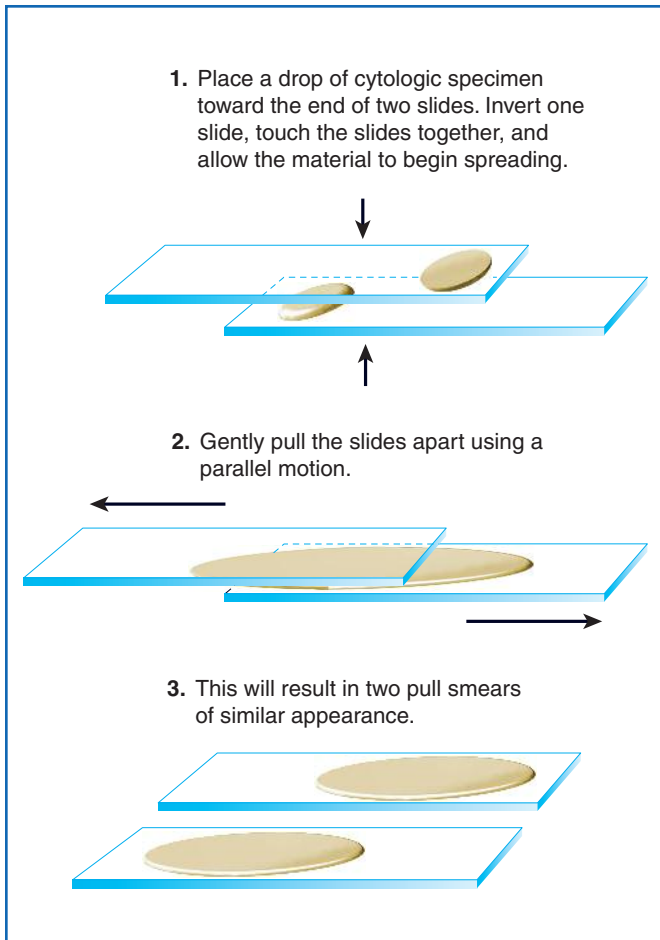 1. Place a drop of cytologic specimen
toward the end of two slides. Invert one
slide, touch the slides together, and
allow the material to begin spreading.
2. Gently pull the slides apart using a
parallel motion.
3. This will result in two pull smears
of similar appearance.